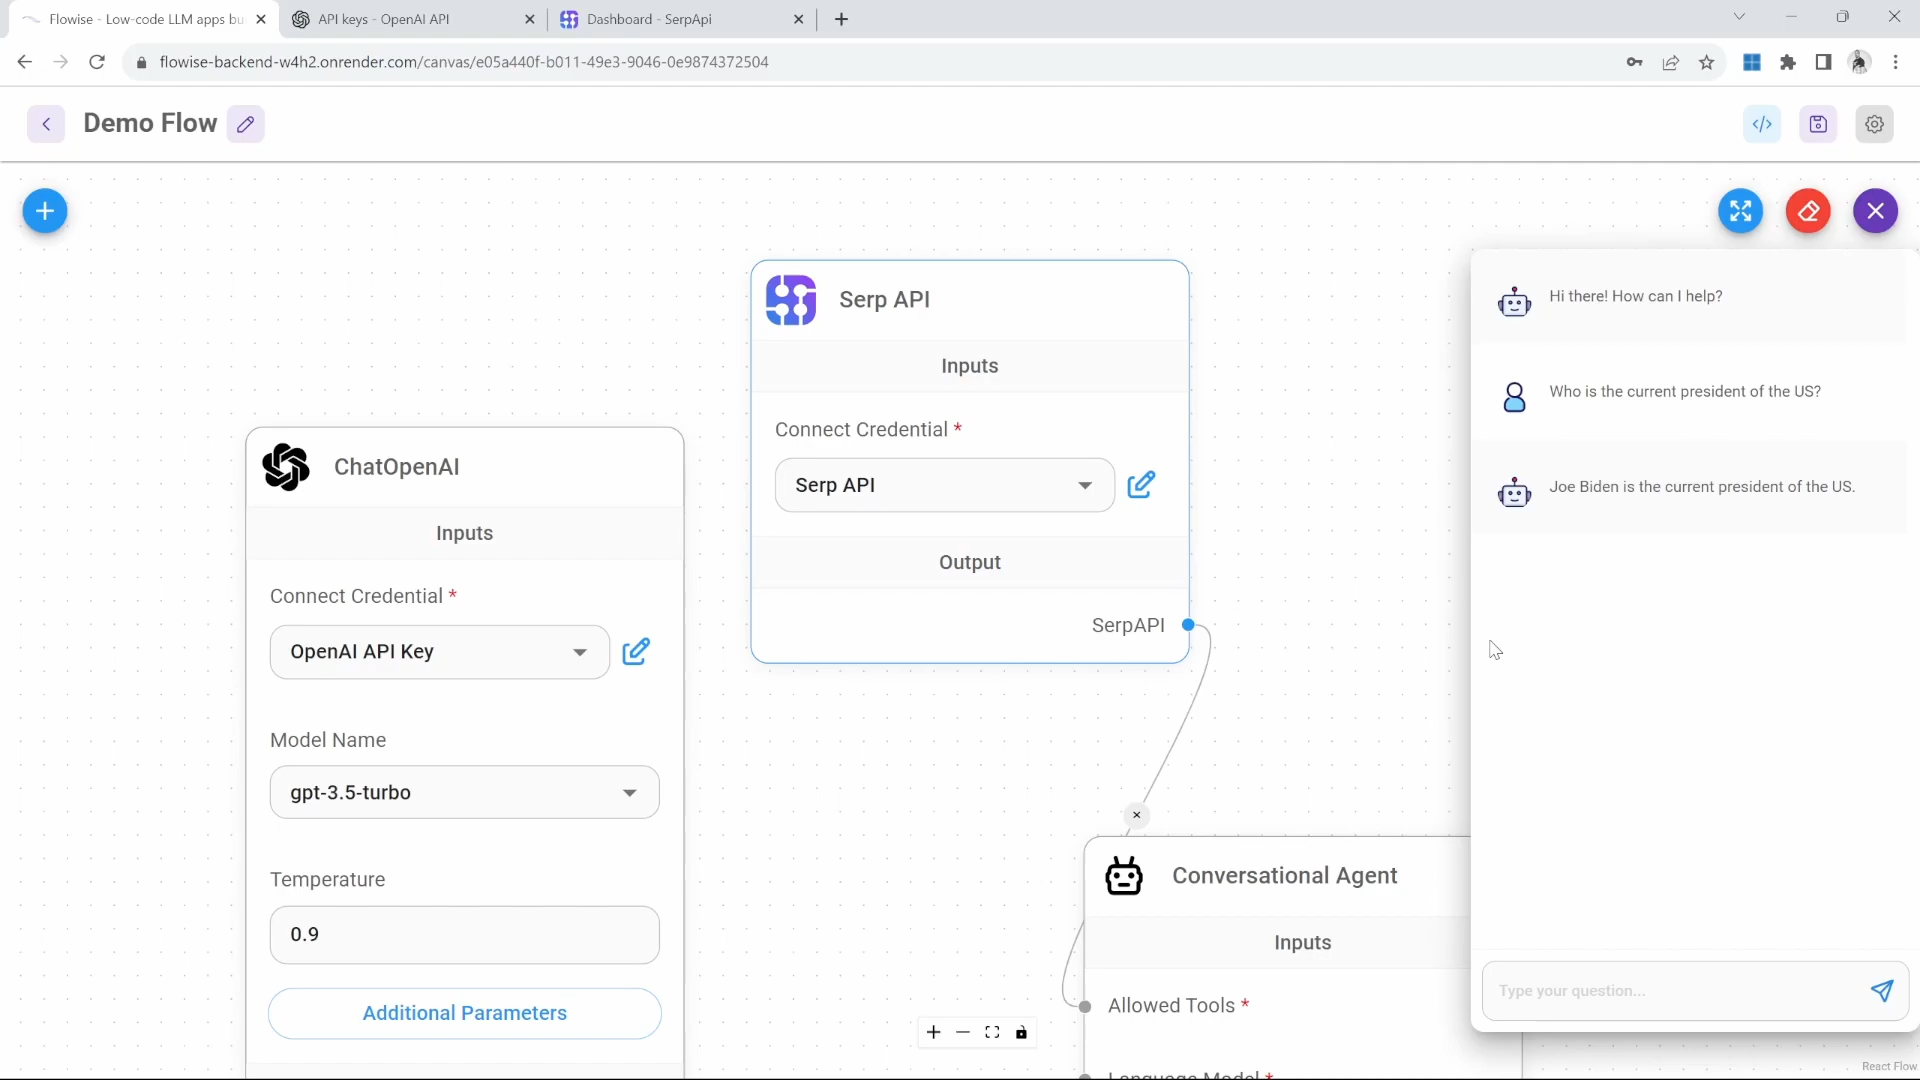 Flowise - Low-code LLM apps bu
API keys - OpenAI API
Dashboard - SerpApi
flowise-backend-w4h2.onrender.com/canvas/e05a440f-b011-49e3-9046-0e9874372504
Demo Flow
Serp API
Inputs
Connect Credential *
Serp API
Output
SerpAPI
ChatOpenAI
Inputs
Connect Credential *
OpenAI API Key
Model Name
gpt-3.5-turbo
Temperature
0.9
Additional Parameters
Conversational Agent
Inputs
Allowed Tools *
Language Model *
Hi there! How can I help?
Who is the current president of the US?
Joe Biden is the current president of the US.
Type your question...
React Flow